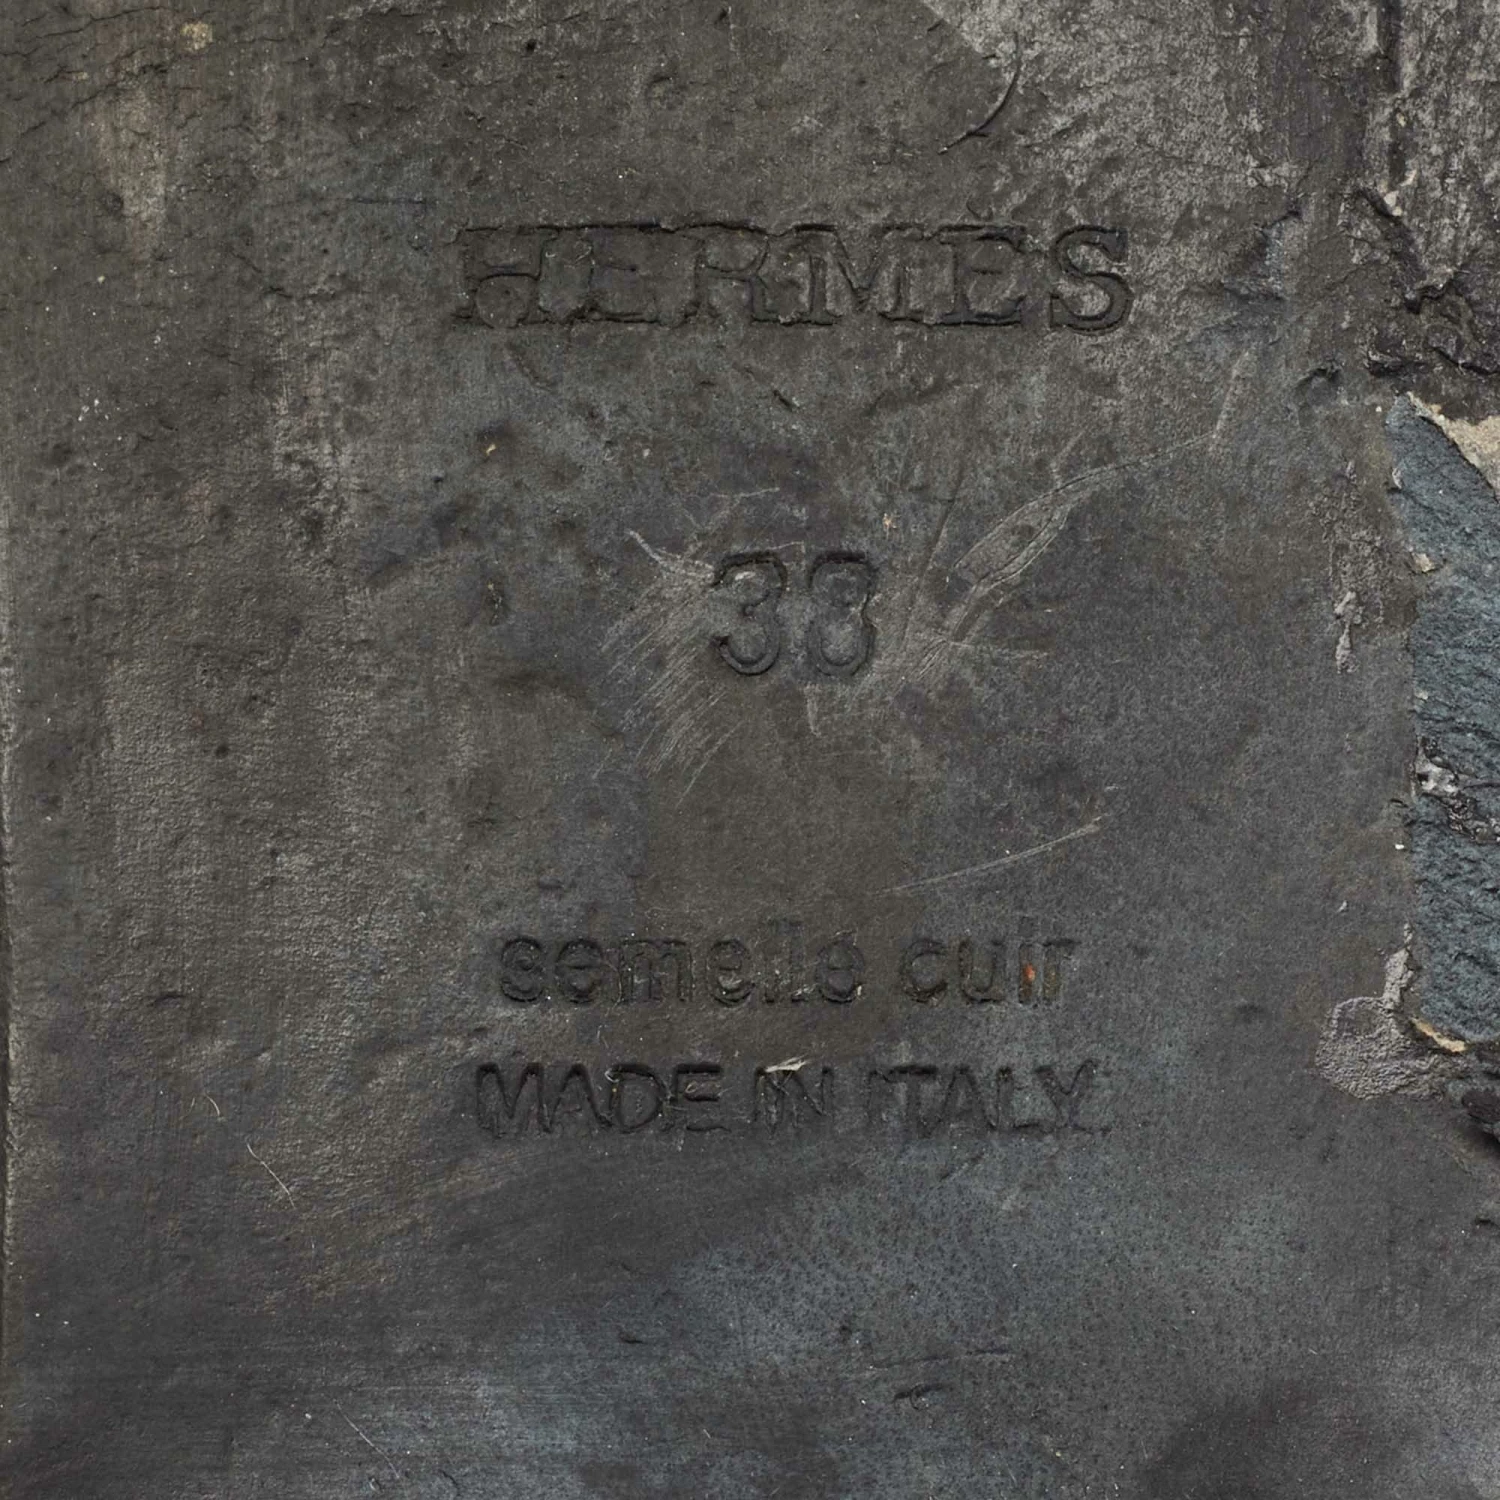 HERMÈS
38
semelle cuir
MADE IN ITALY